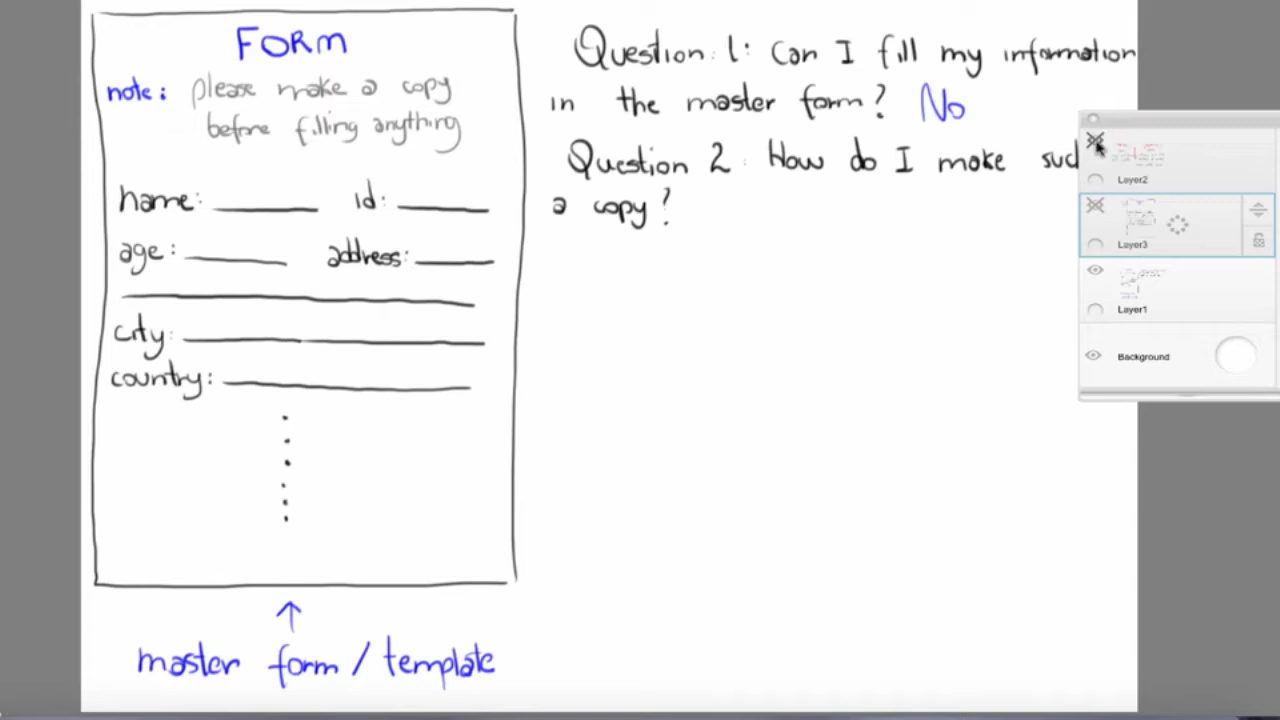 FORM
note: please make a copy
before filling anything
name: id:
age: address:
city:
country:
master form / template
Question 1: Can I fill my information
in the master form? No
Question 2 How do I make suc
a copy?
Layer2
Layer3
Layer1
Background